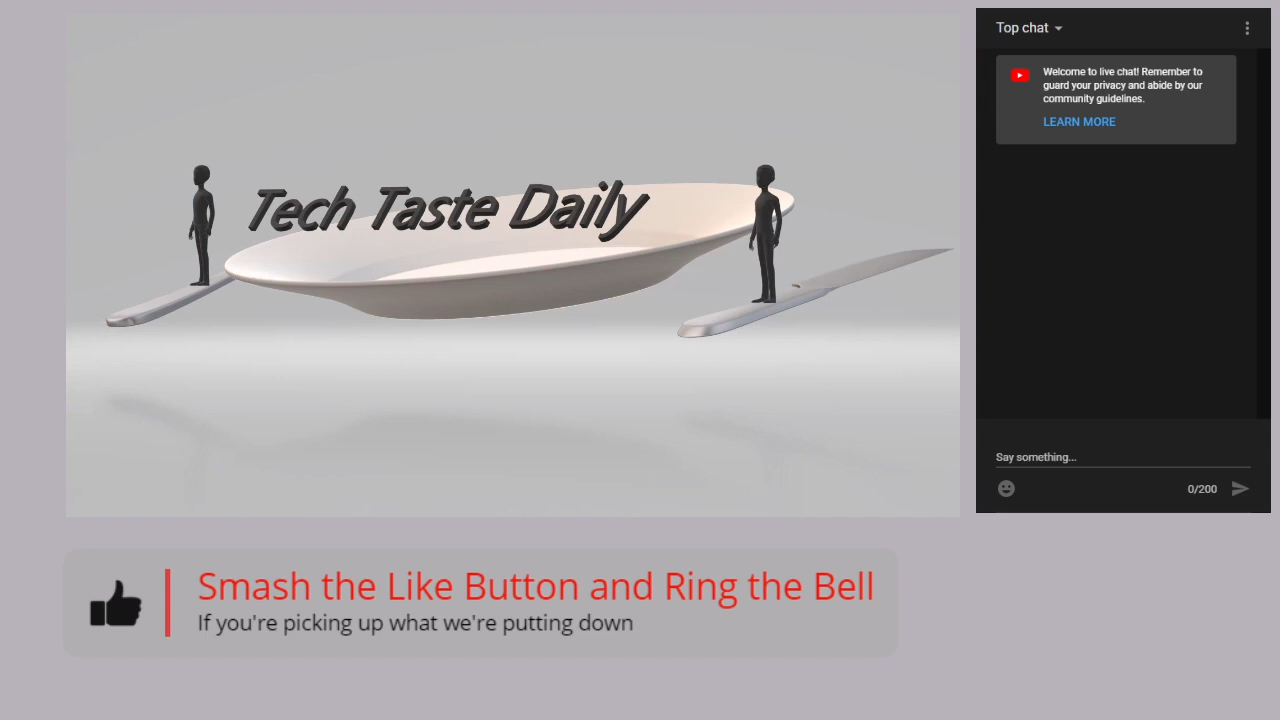 Tech Taste Daily
Top chat
Welcome to live chat! Remember to
guard your privacy and abide by our
community guidelines.
LEARN MORE
Say something...
0/200
Smash the Like Button and Ring the Bell
If you're picking up what we're putting down